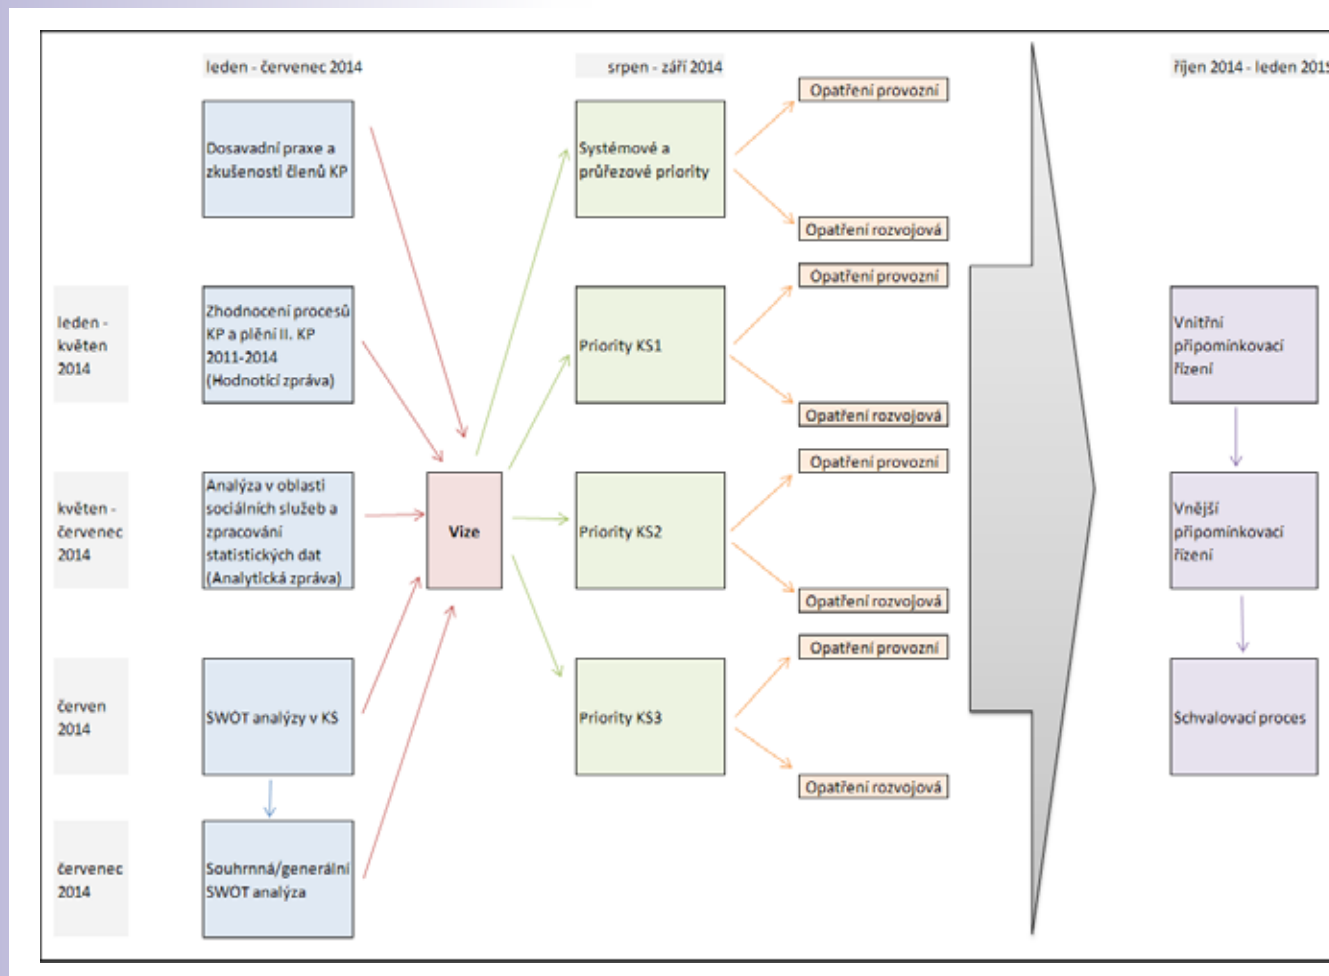 leden - červenec 2014
srpen - září 2014
říjen 2014 - leden 2015
Dosavadní praxe a
zkušenosti členů KP
Systémové a
průřezové priority
Opatření provozní
Opatření rozvojová
leden -
květen
2014
Zhodnocení procesů
KP a plění II. KP
2011-2014
(Hodnotící zpráva)
Priority KS1
Opatření provozní
Opatření rozvojová
Vnitřní
připomínkovací
řízení
květen -
červenec
2014
Analýza v oblasti
sociálních služeb a
zpracování
statistických dat
(Analytická zpráva)
Vize
Priority KS2
Opatření provozní
Opatření rozvojová
Vnější
připomínkovací
řízení
červen
2014
SWOT analýzy v KS
Priority KS3
Opatření provozní
Opatření rozvojová
Schvalovací proces
červenec
2014
Souhrnná/generální
SWOT analýza